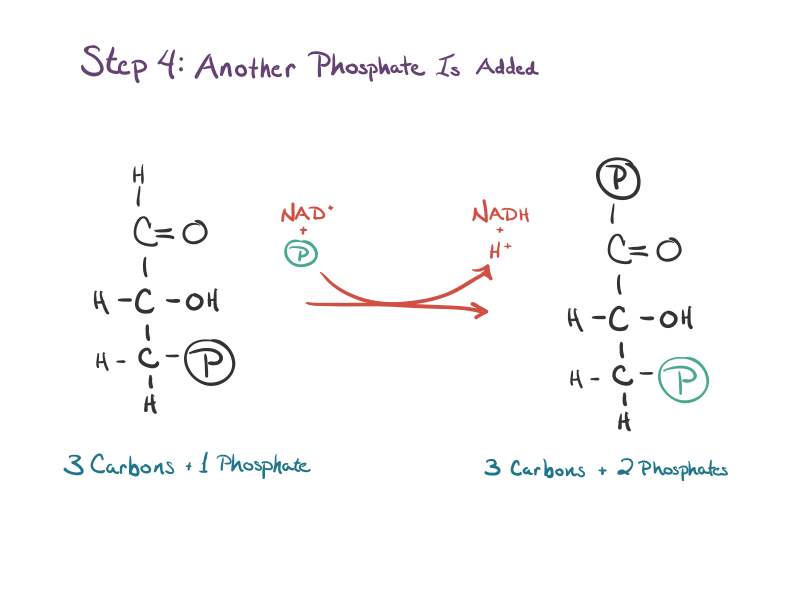 Step 4: Another Phosphate Is Added
H
C=O
H-C-OH
H-C-P
H
NAD+
+
P
NADH
+
H+
P
C=O
H-C-OH
H-C-P
H
3 Carbons + 1 Phosphate
3 Carbons + 2 Phosphates